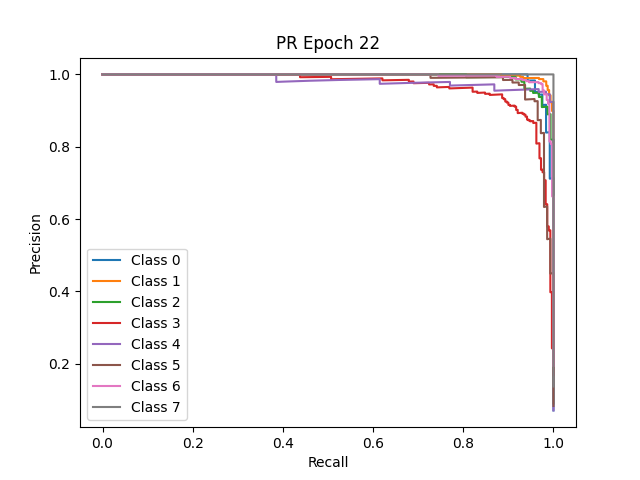 PR Epoch 22
Precision
1.0
0.8
0.6
0.4
0.2
Class 0
Class 1
Class 2
Class 3
Class 4
Class 5
Class 6
Class 7
0.0 0.2 0.4 0.6 0.8 1.0
Recall